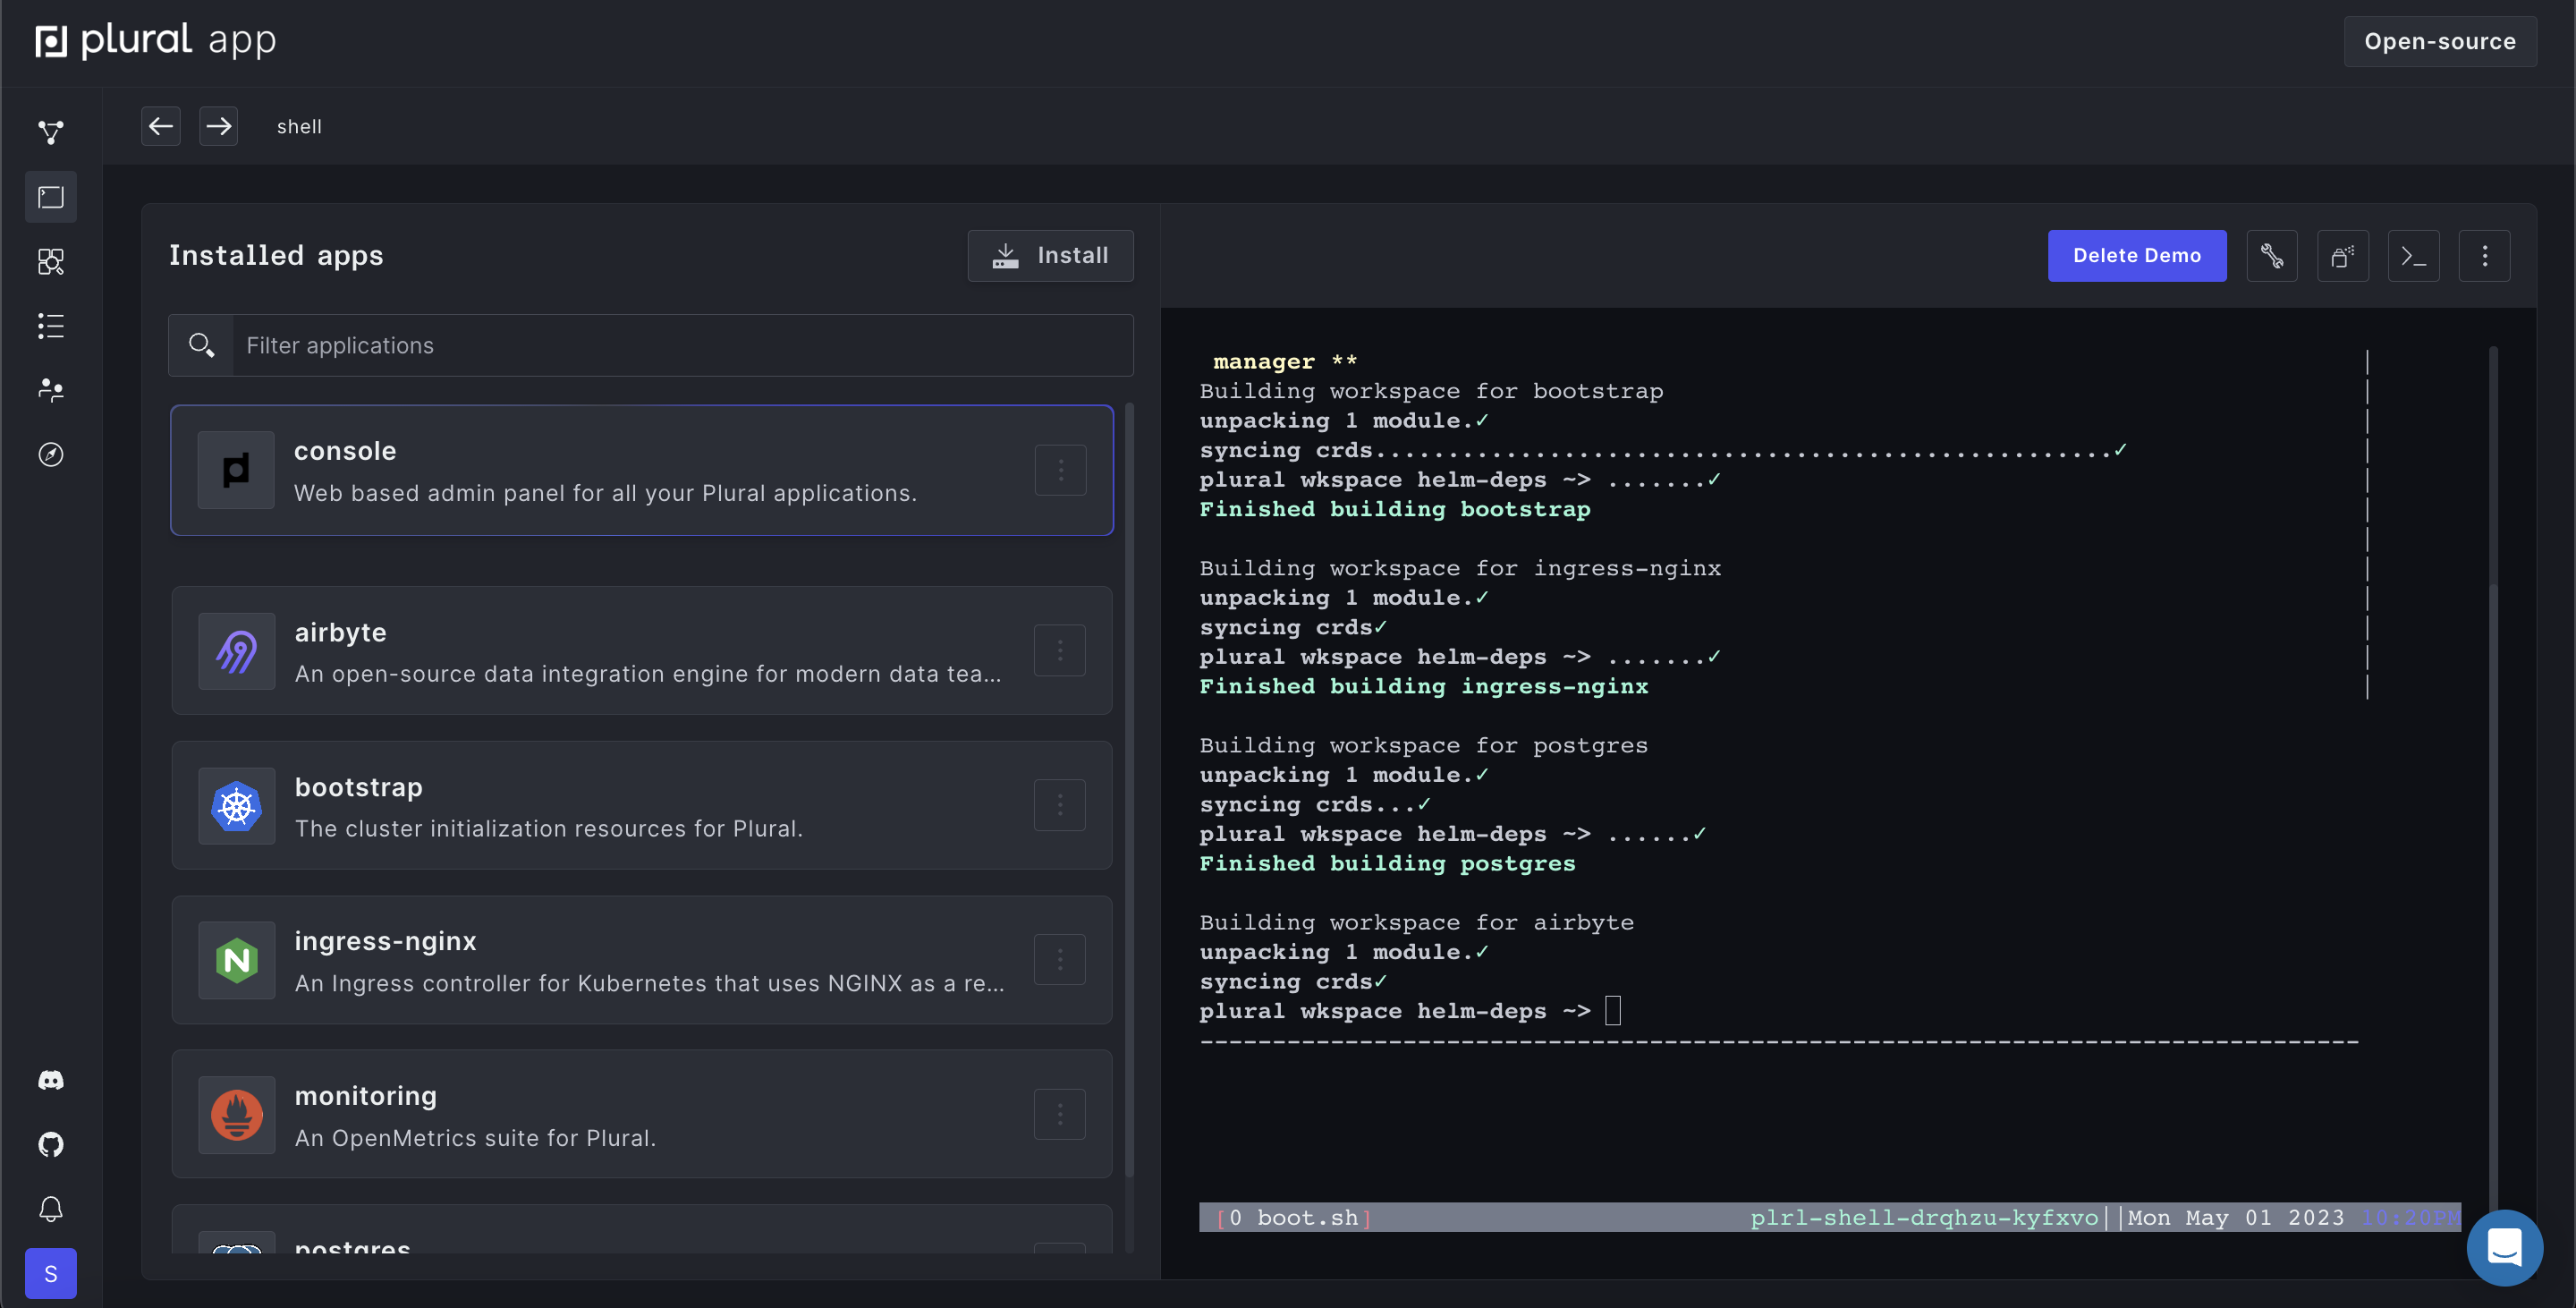 plural app
Open-source
shell
Installed apps
Install
Filter applications
console
Web based admin panel for all your Plural applications.
airbyte
An open-source data integration engine for modern data tea...
bootstrap
The cluster initialization resources for Plural.
ingress-nginx
An Ingress controller for Kubernetes that uses NGINX as a re...
monitoring
An OpenMetrics suite for Plural.
postgres
S
Delete Demo
manager **
Building workspace for bootstrap
unpacking 1 module.✓
syncing crds...................................................✓
plural wkspace helm-deps ~> .......✓
Finished building bootstrap
Building workspace for ingress-nginx
unpacking 1 module.✓
syncing crds✓
plural wkspace helm-deps ~> .......✓
Finished building ingress-nginx
Building workspace for postgres
unpacking 1 module.✓
syncing crds...✓
plural wkspace helm-deps ~> ......✓
Finished building postgres
Building workspace for airbyte
unpacking 1 module.✓
syncing crds✓
plural wkspace helm-deps ~>
--------------------------------------------------------------------------------
[0 boot.sh] plrl-shell-drqhzu-kyfxvo||Mon May 01 2023 10:20PM